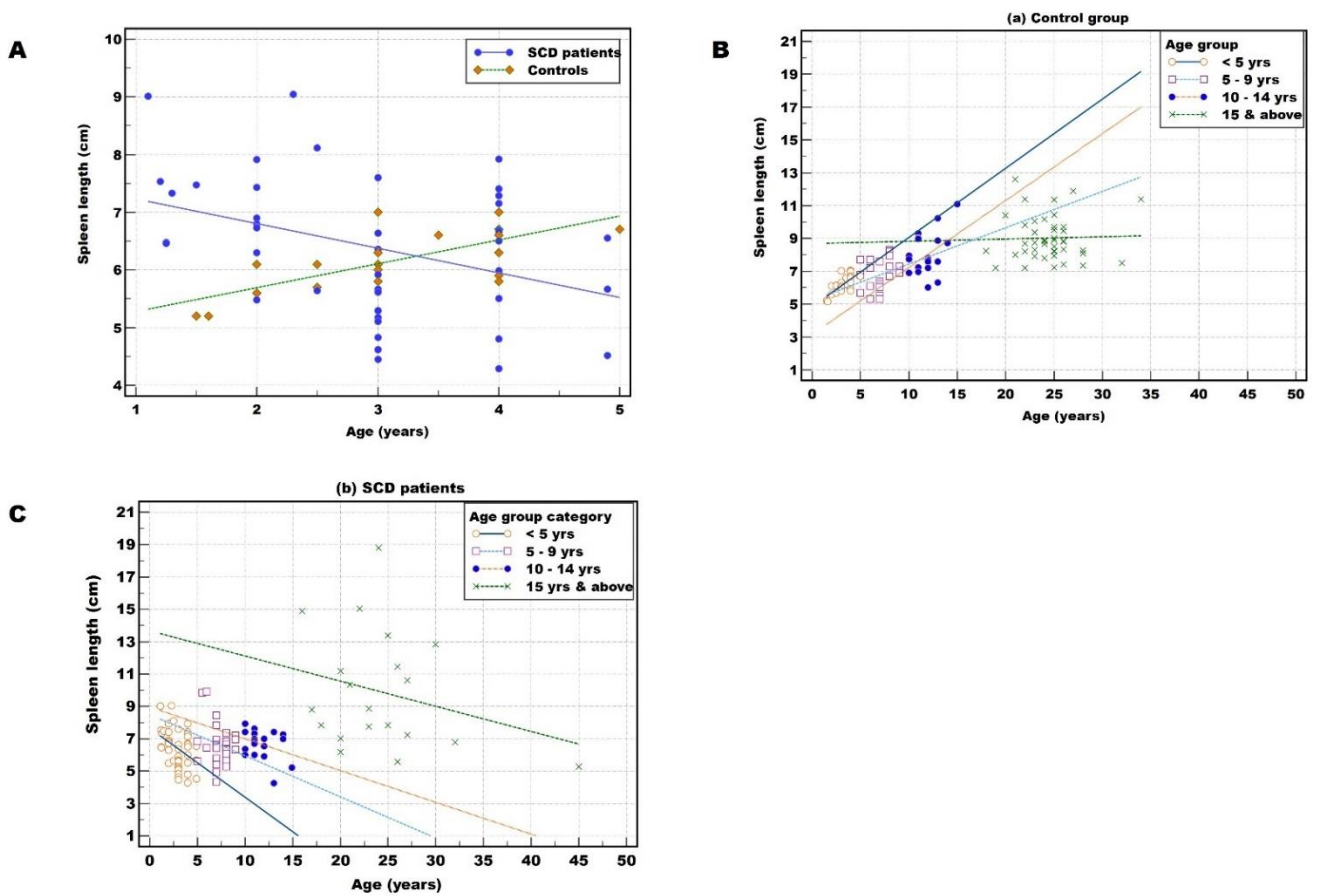 A
10
9
8
7
6
5
4
Spleen length (cm)
SCD patients
Controls
1 2 3 4 5
Age (years)
B
(a) Control group
21
19
17
15
13
11
9
7
5
3
1
Spleen length (cm)
Age group
< 5 yrs
5 - 9 yrs
10 - 14 yrs
15 & above
0 5 10 15 20 25 30 35 40 45 50
Age (years)
C
(b) SCD patients
21
19
17
15
13
11
9
7
5
3
1
Spleen length (cm)
Age group category
< 5 yrs
5 - 9 yrs
10 - 14 yrs
15 yrs & above
0 5 10 15 20 25 30 35 40 45 50
Age (years)